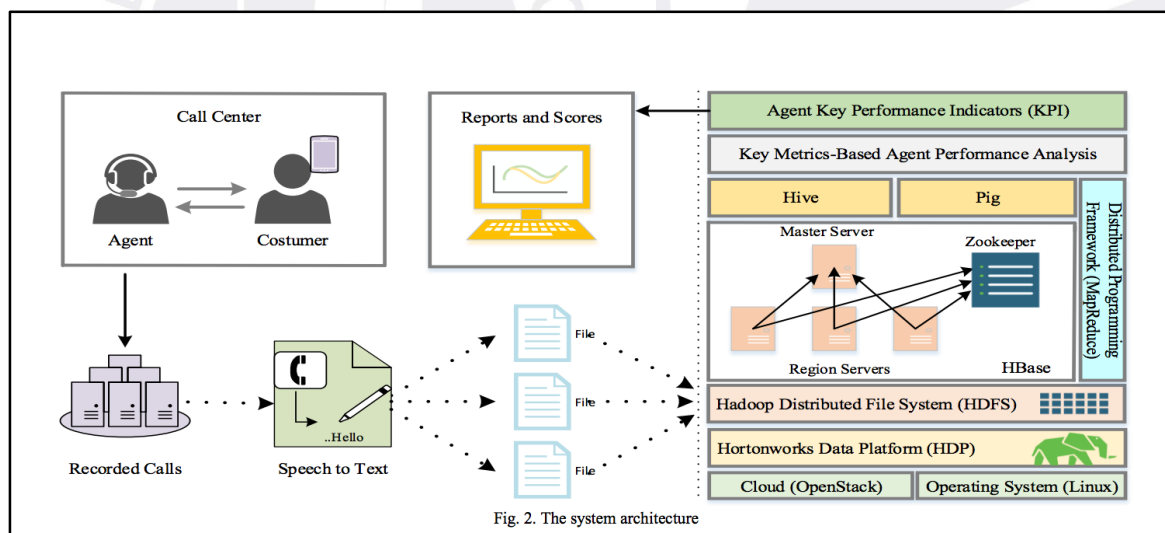 Call Center
Agent
Costumer
Recorded Calls
..Hello
Speech to Text
Reports and Scores
File
File
File
Agent Key Performance Indicators (KPI)
Key Metrics-Based Agent Performance Analysis
Hive
Pig
Distributed Programming
Framework (MapReduce)
Master Server
Zookeeper
Region Servers
HBase
Hadoop Distributed File System (HDFS)
Hortonworks Data Platform (HDP)
Cloud (OpenStack)
Operating System (Linux)
Fig. 2. The system architecture